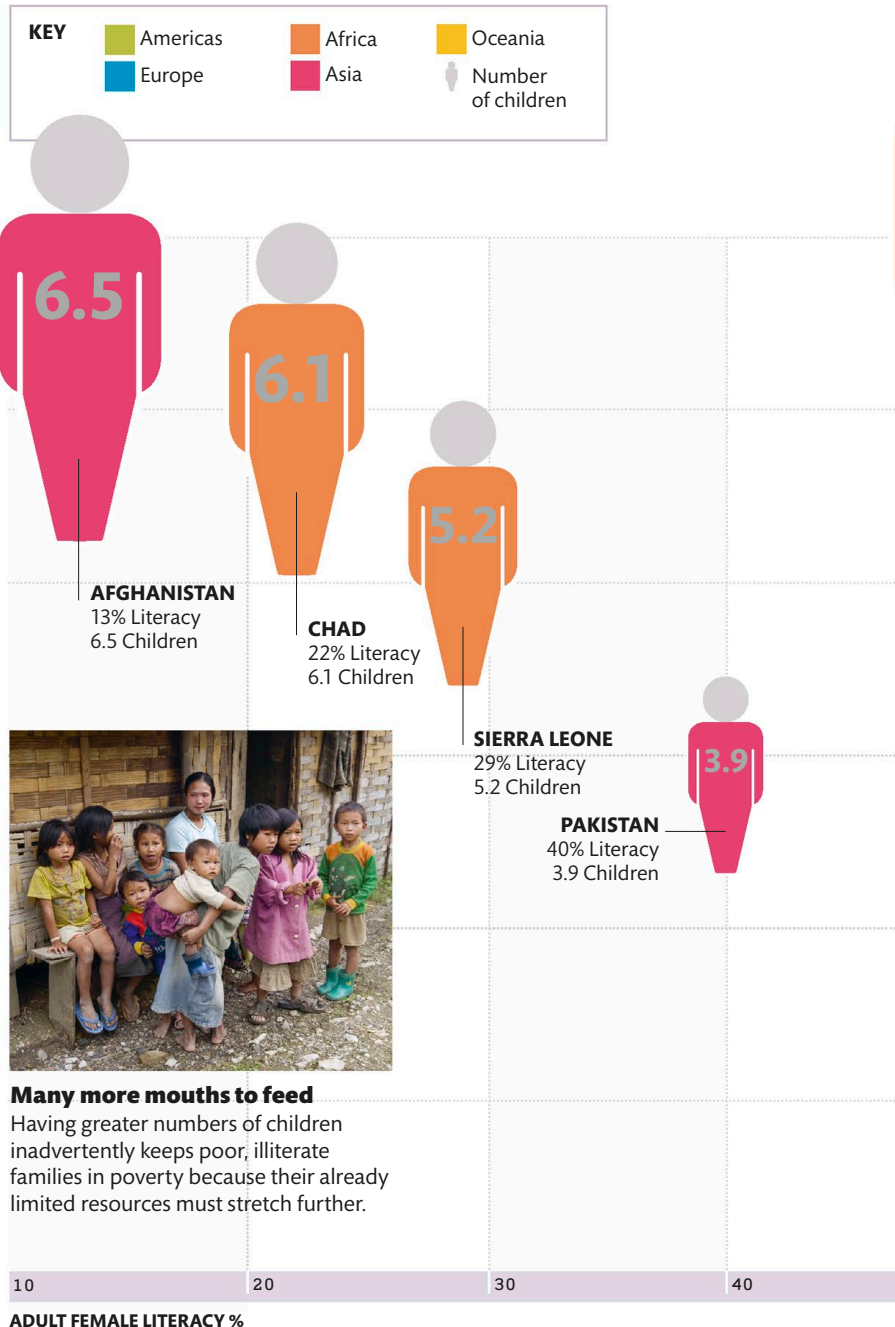 KEY
Americas
Europe
Africa
Asia
Oceania
Number
of children
6.5
AFGHANISTAN
13% Literacy
6.5 Children
6.1
CHAD
22% Literacy
6.1 Children
5.2
SIERRA LEONE
29% Literacy
5.2 Children
3.9
PAKISTAN
40% Literacy
3.9 Children
Many more mouths to feed
Having greater numbers of children
inadvertently keeps poor, illiterate
families in poverty because their already
limited resources must stretch further.
10 20 30 40
ADULT FEMALE LITERACY %